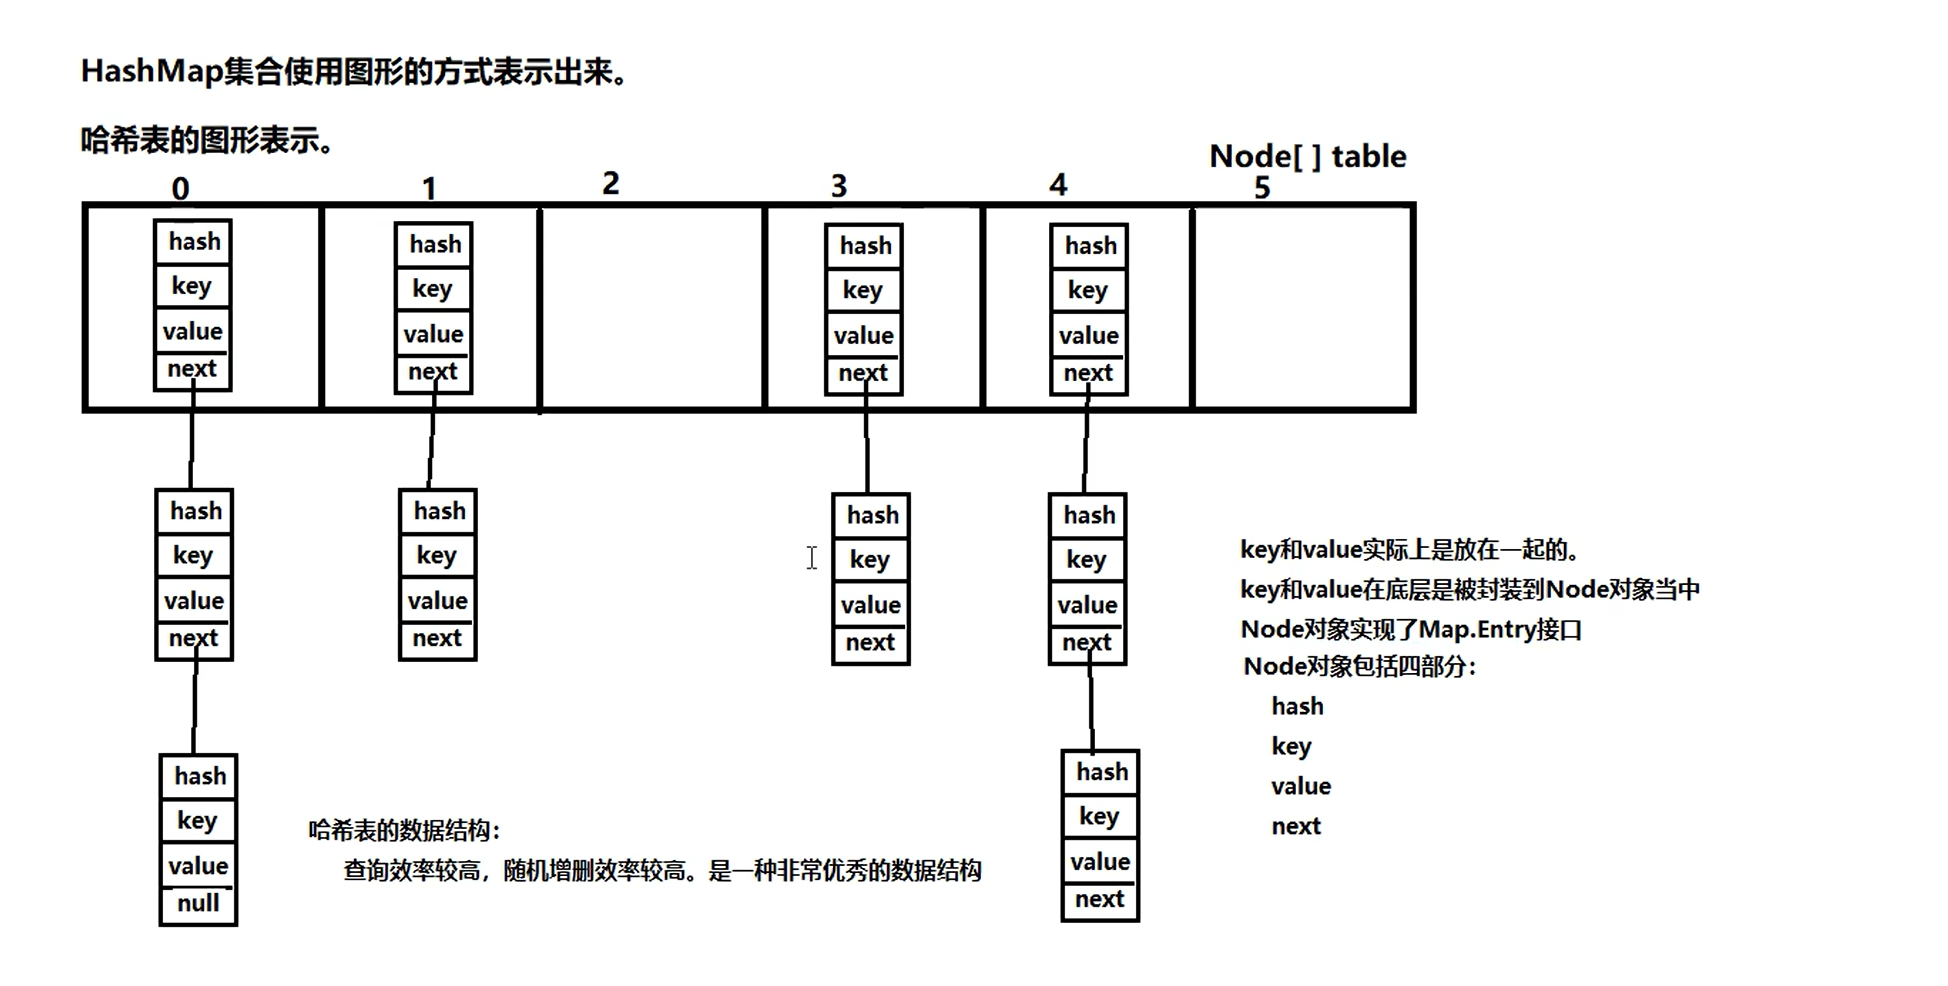 HashMap集合使用图形的方式表示出来。
哈希表的图形表示。
Node[ ] table
0 1 2 3 4 5
hash hash hash hash
key key key key
value value value value
next next next next
hash hash hash hash
key key key key
value value value value
next next next next
hash hash
key key
value value
null next
key和value实际上是放在一起的。
key和value在底层是被封装到Node对象当中
Node对象实现了Map.Entry接口
Node对象包括四部分：
hash
key
value
next
哈希表的数据结构：
查询效率较高，随机增删效率较高。是一种非常优秀的数据结构